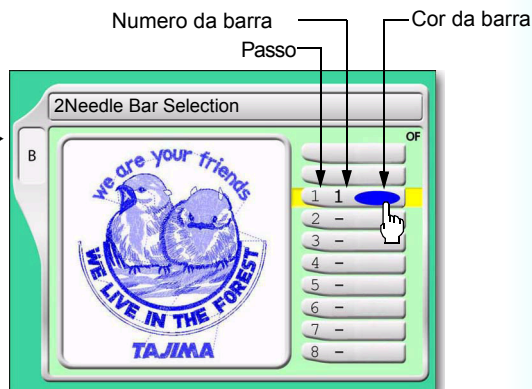 Numero da barra
Cor da barra
Passo
2Needle Bar Selection
OF
B
we are your friends
WE LIVE IN THE FOREST
TAJIMA
1 1
2 -
3 -
4 -
5 -
6 -
7 -
8 -